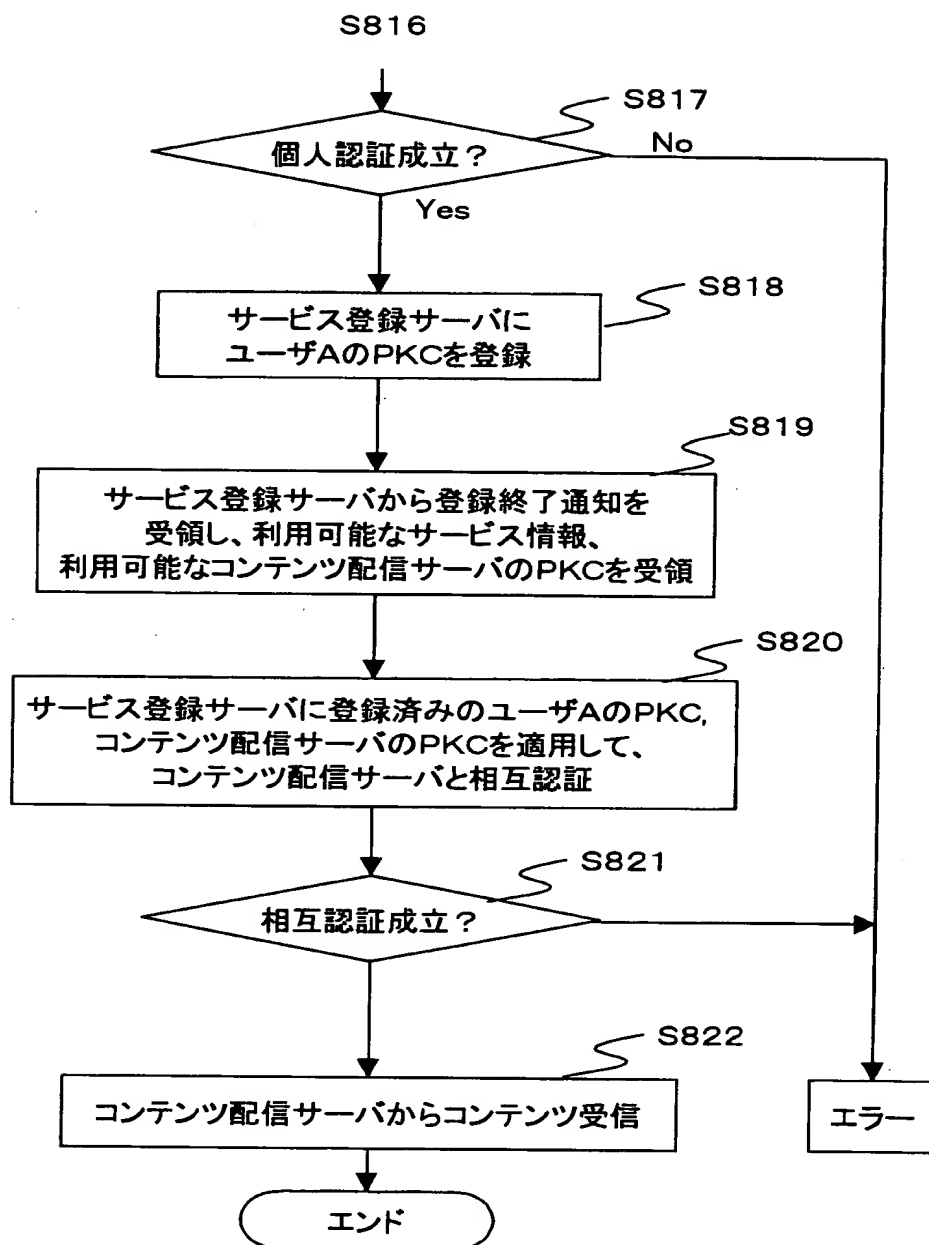 S816
S817
個人認証成立？
No
Yes
S818
サービス登録サーバに
ユーザAのPKCを登録
S819
サービス登録サーバから登録終了通知を
受領し、利用可能なサービス情報、
利用可能なコンテンツ配信サーバのPKCを受領
S820
サービス登録サーバに登録済みのユーザAのPKC,
コンテンツ配信サーバのPKCを適用して、
コンテンツ配信サーバと相互認証
S821
相互認証成立？
S822
コンテンツ配信サーバからコンテンツ受信
エラー
エンド